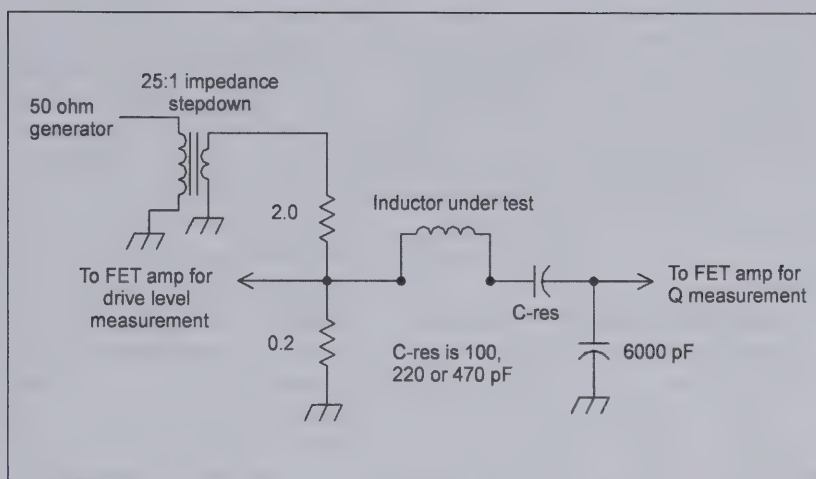 25:1 impedance
stepdown
50 ohm
generator
2.0
Inductor under test
To FET amp for
drive level
measurement
To FET amp for
Q measurement
C-res
0.2
C-res is 100,
220 or 470 pF
6000 pF